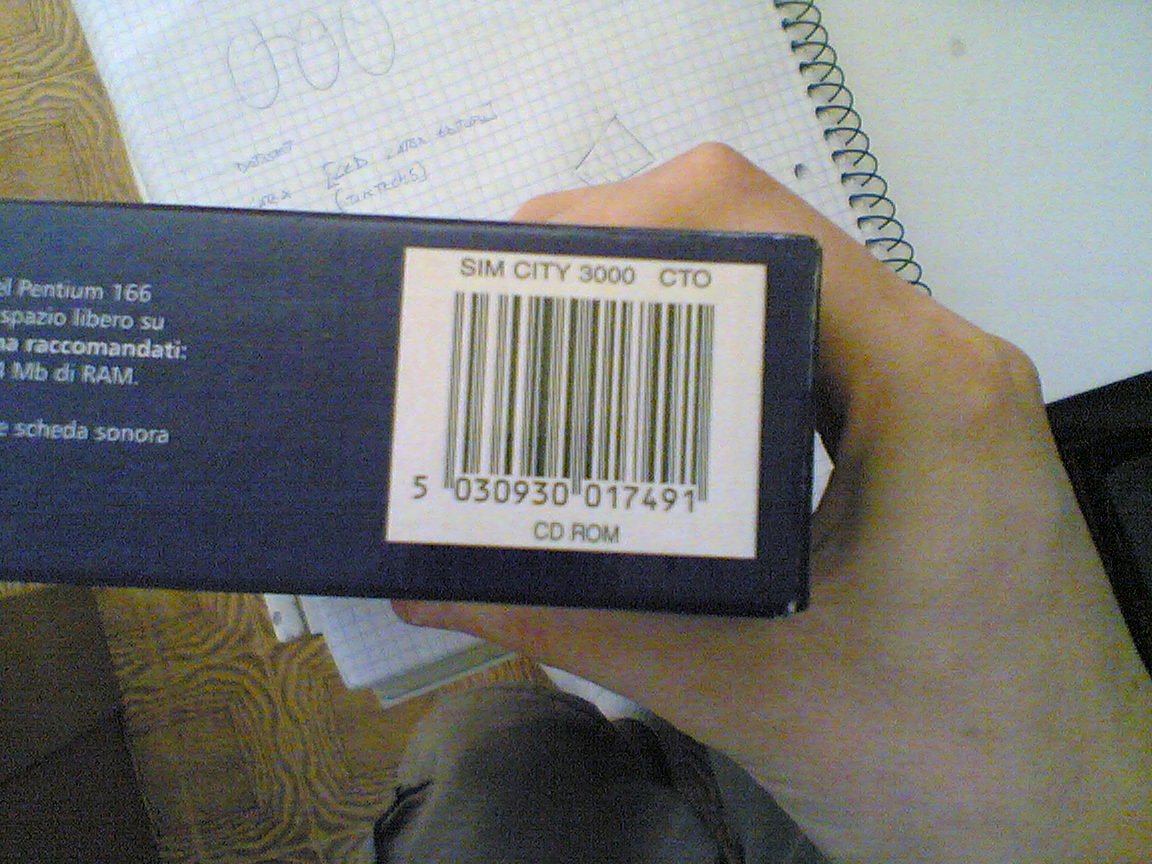 el Pentium 166
spazio libero su
na raccomandati:
4 Mb di RAM.
e scheda sonora
SIM CITY 3000 CTO
5 030930 017491
CD ROM